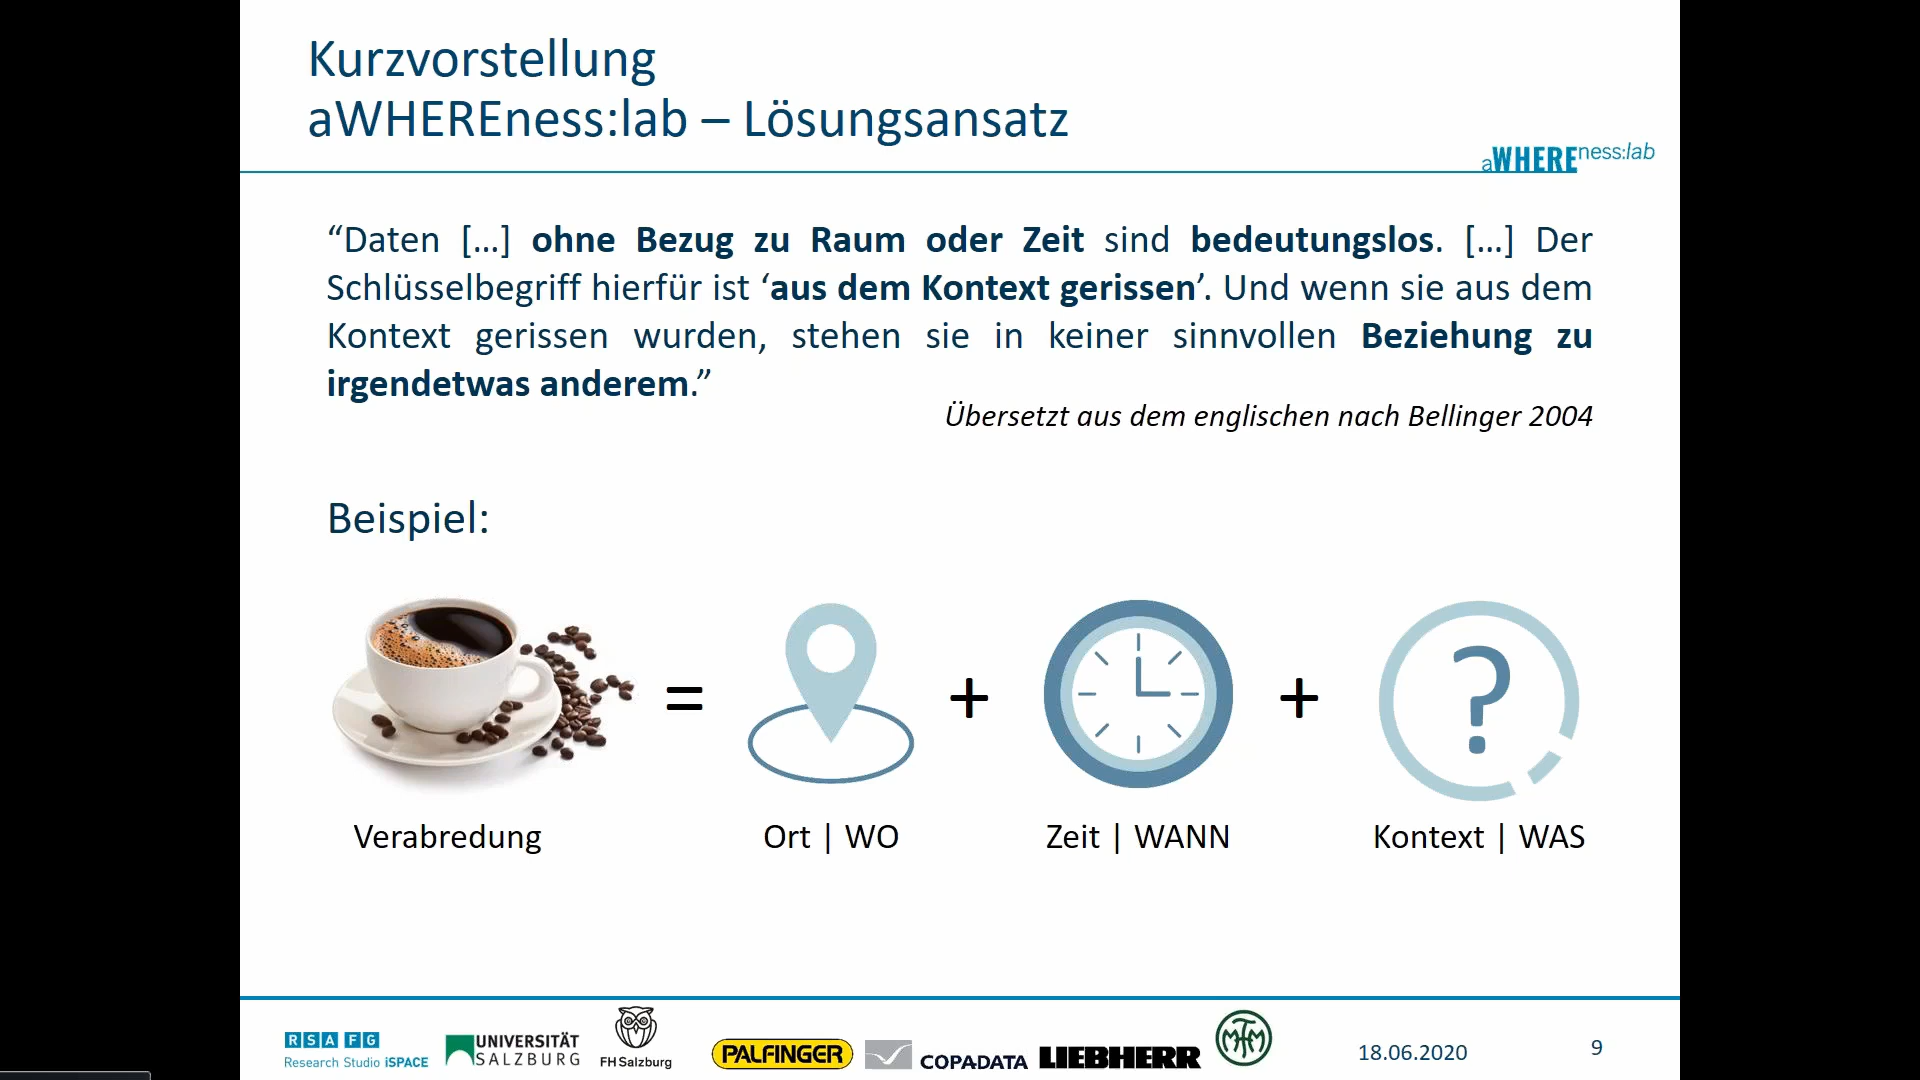 Kurzvorstellung
aWHEREness:lab – Lösungsansatz
aWHEREness:lab
“Daten [...] ohne Bezug zu Raum oder Zeit sind bedeutungslos. [...] Der
Schlüsselbegriff hierfür ist ‘aus dem Kontext gerissen’. Und wenn sie aus dem
Kontext gerissen wurden, stehen sie in keiner sinnvollen Beziehung zu
irgendetwas anderem.”
Übersetzt aus dem englischen nach Bellinger 2004
Beispiel:
= + + ?
Verabredung Ort | WO Zeit | WANN Kontext | WAS
RSA FG
Research Studio iSPACE
UNIVERSITÄT
SALZBURG
FH Salzburg
PALFINGER
COPADATA
LIEBHERR
MTM
18.06.2020
9